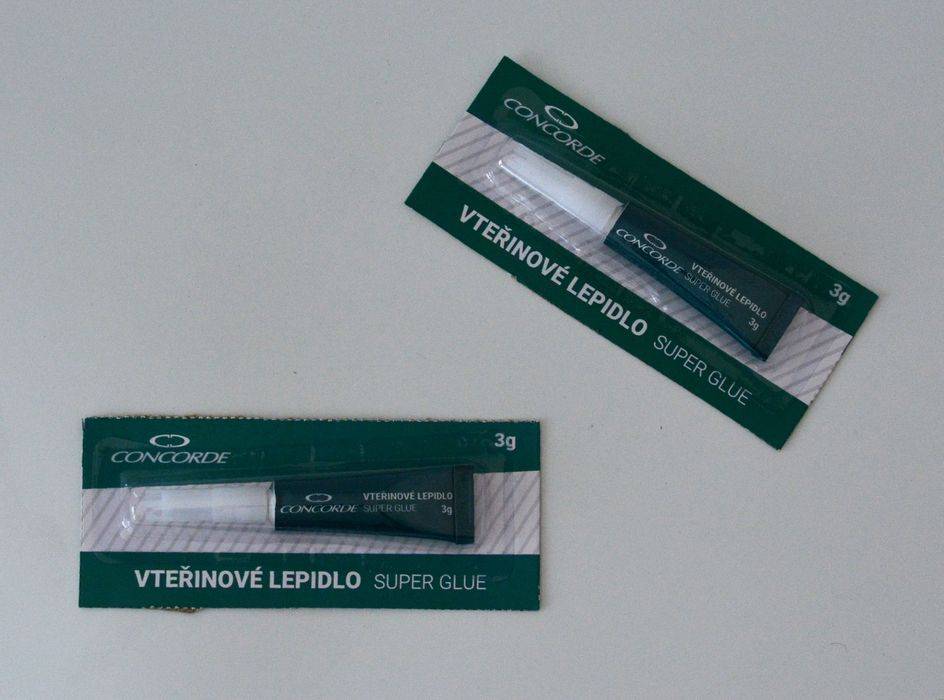 CONCORDE
3g
VTEŘINOVÉ LEPIDLO SUPER GLUE
CONCORDE
VTEŘINOVÉ LEPIDLO
SUPER GLUE
3g
CONCORDE
3g
CONCORDE
VTEŘINOVÉ LEPIDLO
SUPER GLUE 3g
VTEŘINOVÉ LEPIDLO SUPER GLUE